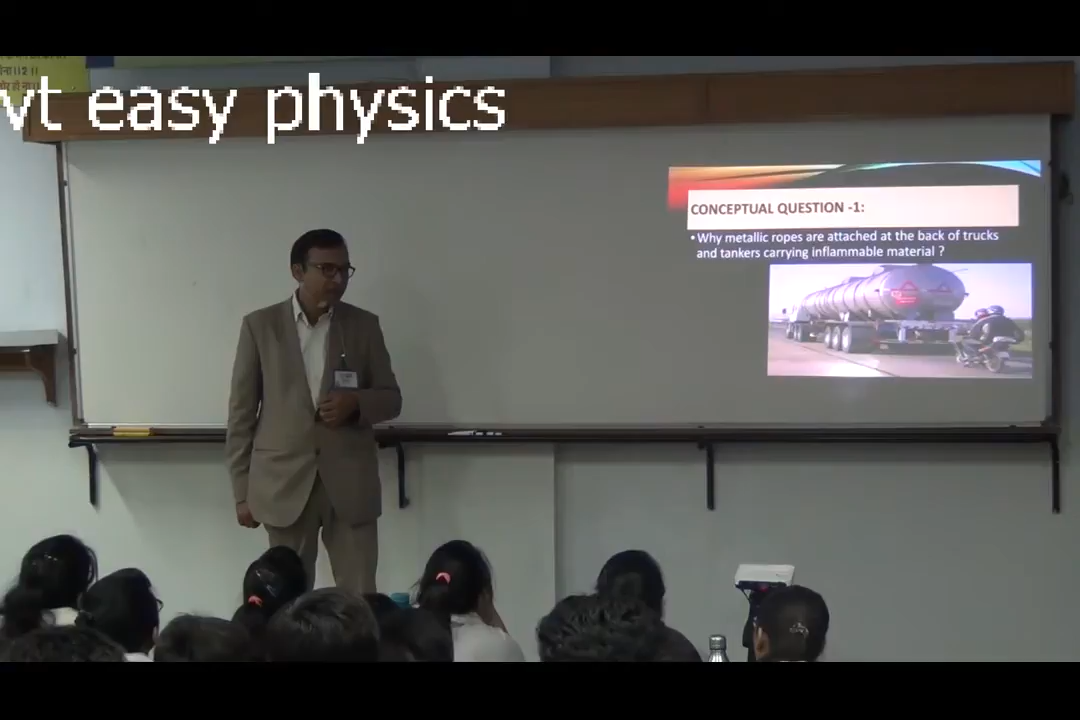 ोना।।2।।
vt easy physics
CONCEPTUAL QUESTION -1:
• Why metallic ropes are attached at the back of trucks
and tankers carrying inflammable material ?